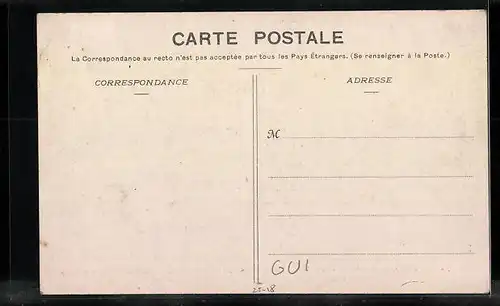 CARTE POSTALE
La Correspondance au recto n'est pas acceptée par tous les Pays Étrangers. (Se renseigner à la Poste.)
CORRESPONDANCE
ADRESSE
M
GUI